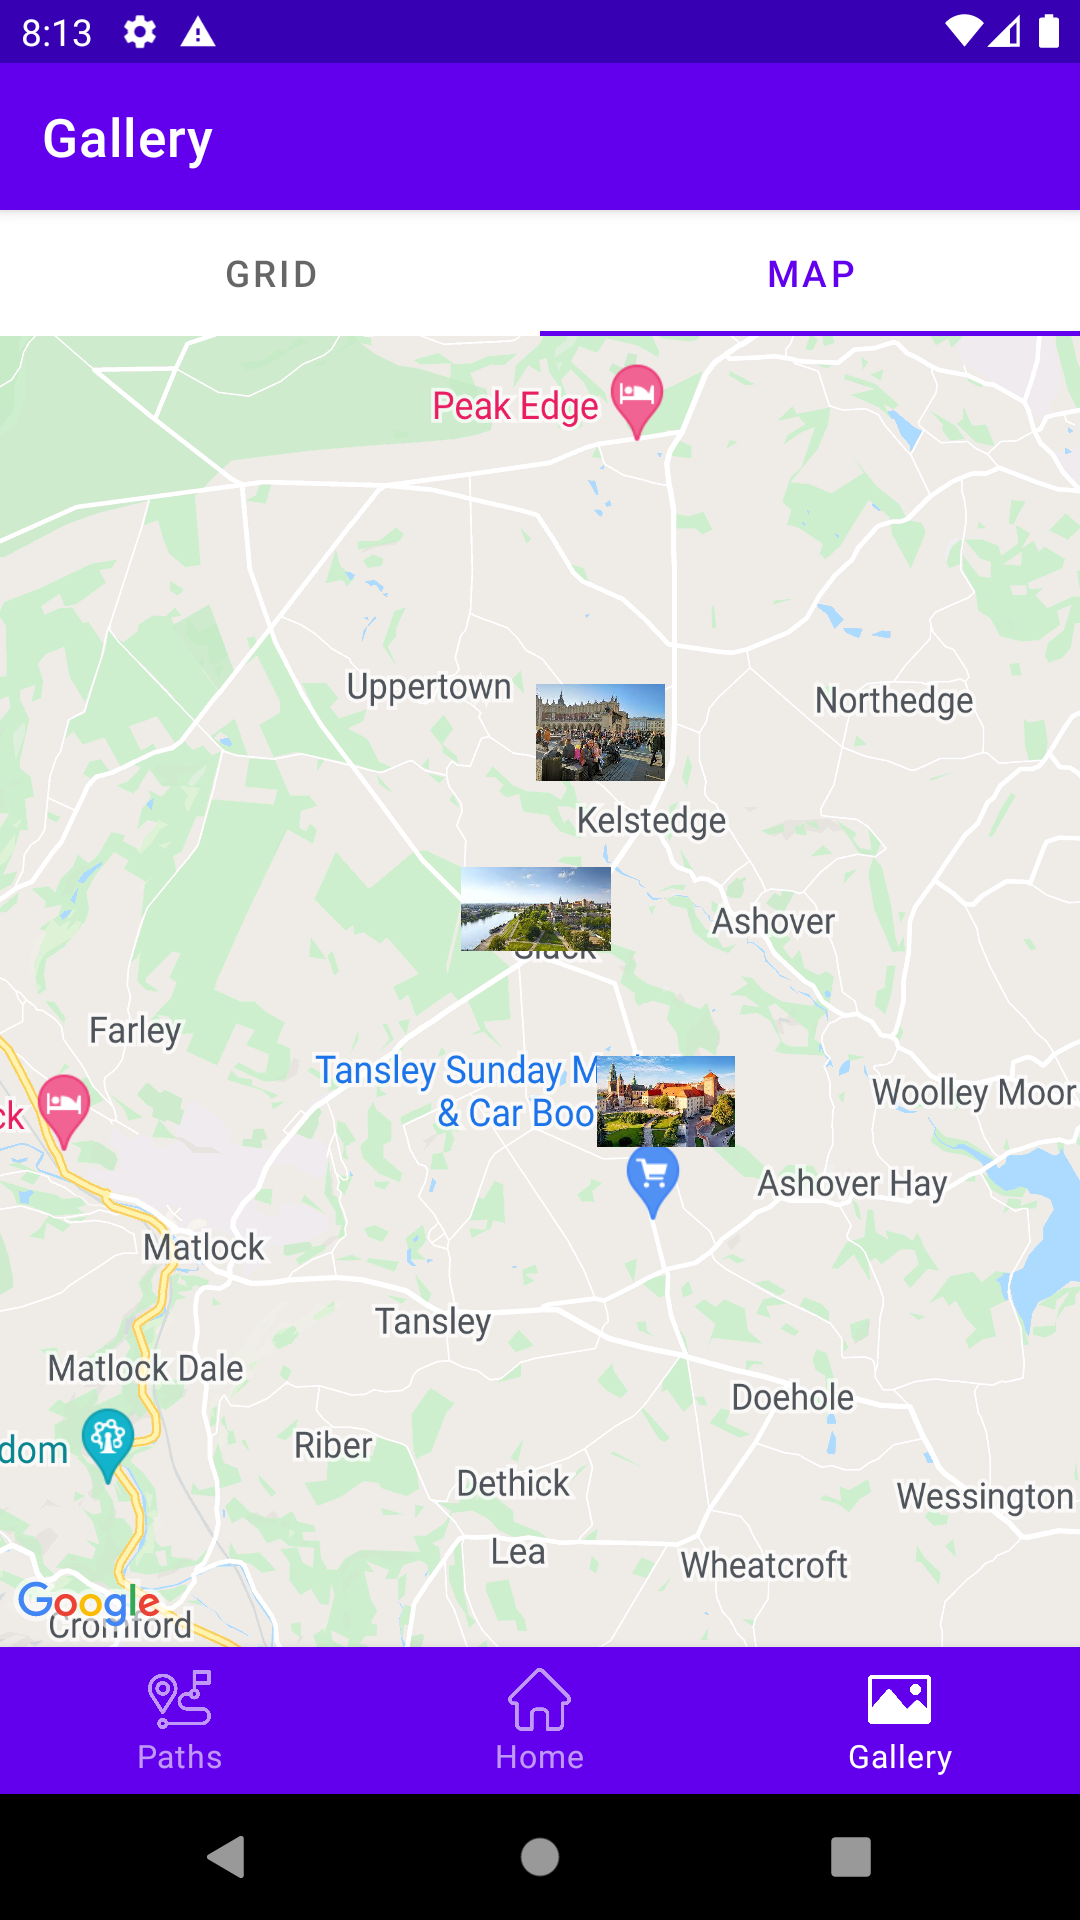 8:13
Gallery
GRID
MAP
Peak Edge
Uppertown
Northedge
Kelstedge
Ashover
Slack
Farley
Tansley Sunday M
& Car Boo
Woolley Moor
ck
Ashover Hay
Matlock
Tansley
Matlock Dale
Doehole
dom
Riber
Dethick
Wessington
Lea
Wheatcroft
Google
Cromford
Paths
Home
Gallery